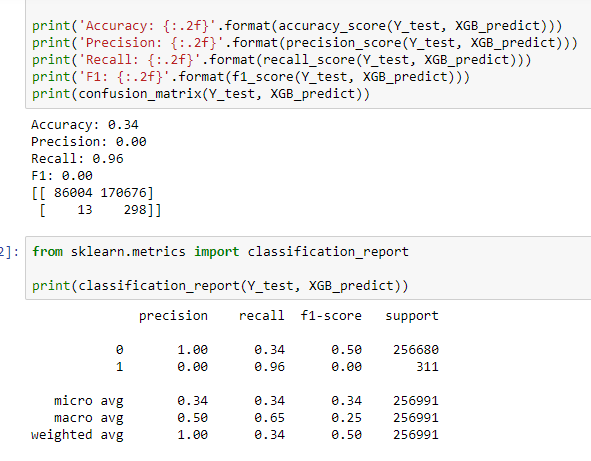 print('Accuracy: {:.2f}'.format(accuracy_score(Y_test, XGB_predict)))
print('Precision: {:.2f}'.format(precision_score(Y_test, XGB_predict)))
print('Recall: {:.2f}'.format(recall_score(Y_test, XGB_predict)))
print('F1: {:.2f}'.format(f1_score(Y_test, XGB_predict)))
print(confusion_matrix(Y_test, XGB_predict))
Accuracy: 0.34
Precision: 0.00
Recall: 0.96
F1: 0.00
[[ 86004 170676]
 [    13    298]]
2]: from sklearn.metrics import classification_report
print(classification_report(Y_test, XGB_predict))
precision recall f1-score support
0 1.00 0.34 0.50 256680
1 0.00 0.96 0.00 311
micro avg 0.34 0.34 0.34 256991
macro avg 0.50 0.65 0.25 256991
weighted avg 1.00 0.34 0.50 256991